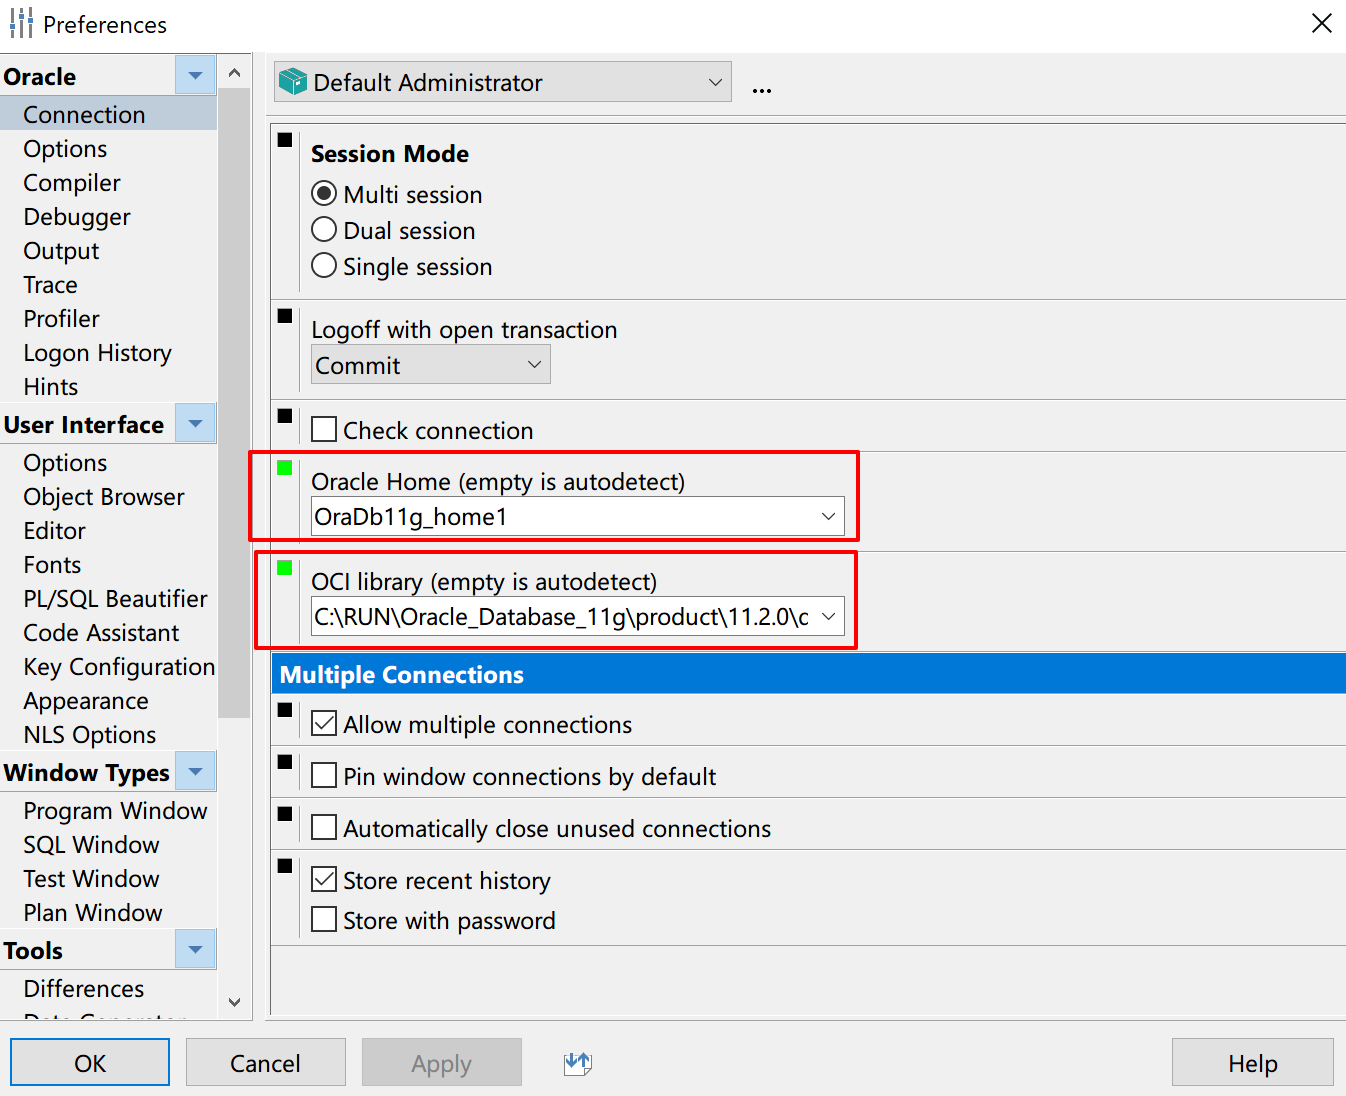 Preferences
Oracle
Connection
Options
Compiler
Debugger
Output
Trace
Profiler
Logon History
Hints
User Interface
Options
Object Browser
Editor
Fonts
PL/SQL Beautifier
Code Assistant
Key Configuration
Appearance
NLS Options
Window Types
Program Window
SQL Window
Test Window
Plan Window
Tools
Differences
Default Administrator
...
Session Mode
Multi session
Dual session
Single session
Logoff with open transaction
Commit
Check connection
Oracle Home (empty is autodetect)
OraDb11g_home1
OCI library (empty is autodetect)
C:\RUN\Oracle_Database_11g\product\11.2.0\
Multiple Connections
Allow multiple connections
Pin window connections by default
Automatically close unused connections
Store recent history
Store with password
OK
Cancel
Apply
Help